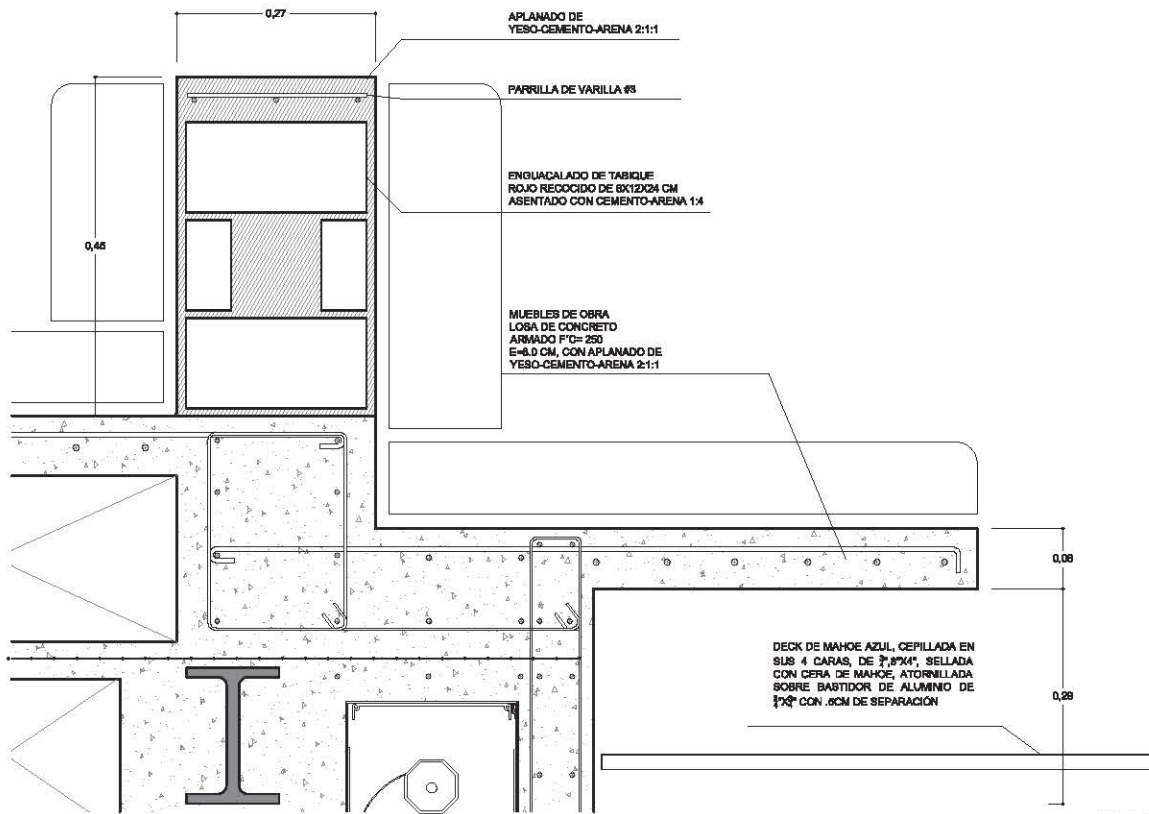 0,27
APLANADO DE
YESO-CEMENTO-ARENA 2:1:1
PARRILLA DE VARILLA #3
ENGUACALADO DE TABIQUE
ROJO RECOCIDO DE 6X12X24 CM
ASENTADO CON CEMENTO-ARENA 1:4
0,45
MUEBLES DE OBRA
LOSA DE CONCRETO
ARMADO F'C= 250
E=8.0 CM, CON APLANADO DE
YESO-CEMENTO-ARENA 2:1:1
0,08
DECK DE MAHOE AZUL, CEPILLADA EN
SUS 4 CARAS, DE SELLADA
CON CERA DE MAHOE, ATORNILLADA
SOBRE BASTIDOR DE ALUMINIO DE
CON .6CM DE SEPARACIÓN
0,28